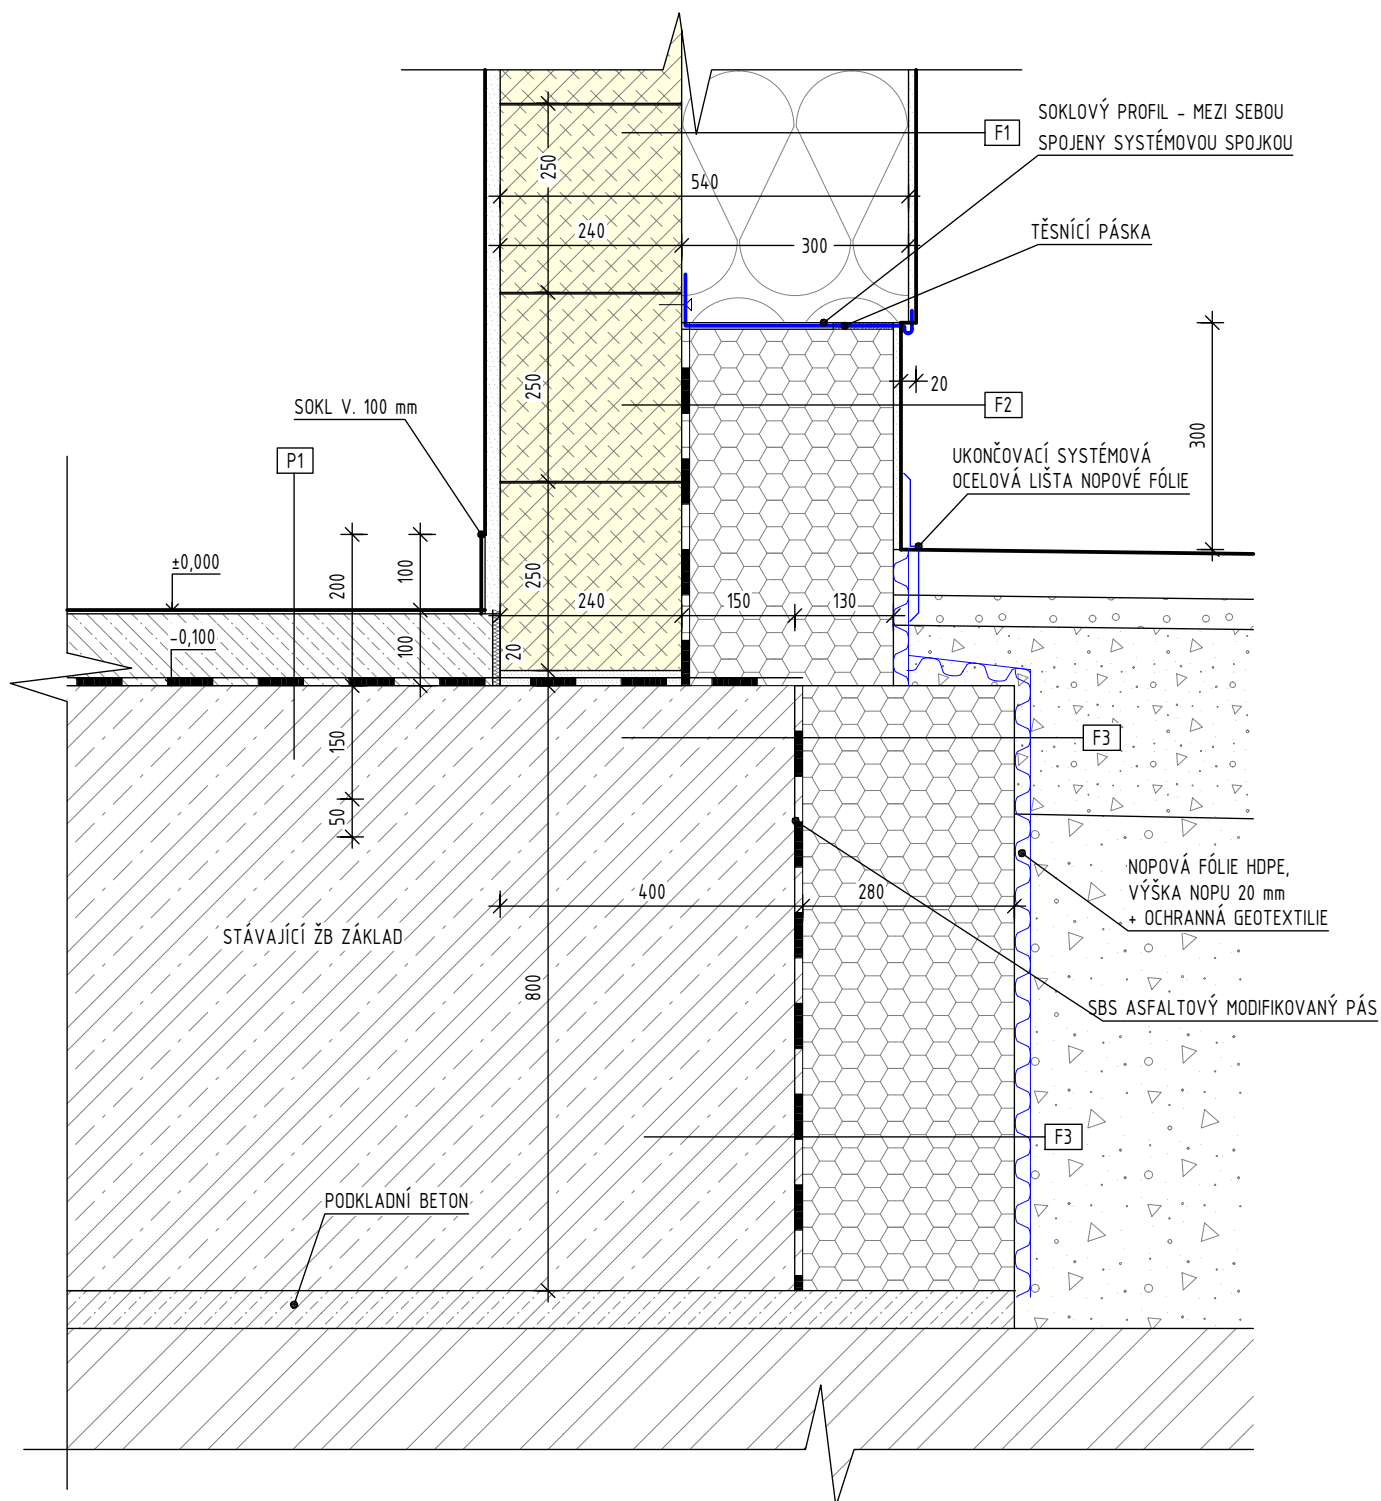 SOKLOVÝ PROFIL - MEZI SEBOU
SPOJENY SYSTÉMOVOU SPOJKOU
F1
250
540
TĚSNÍCÍ PÁSKA
240
300
20
250
F2
SOKL V. 100 mm
300
P1
UKONČOVACÍ SYSTÉMOVÁ
OCELOVÁ LIŠTA NOPOVÉ FÓLIE
±0,000
200
100
250
240
150
130
-0,100
100
20
150
F3
50
NOPOVÁ FÓLIE HDPE,
VÝŠKA NOPU 20 mm
+ OCHRANNÁ GEOTEXTILIE
400
280
STÁVAJÍCÍ ŽB ZÁKLAD
800
SBS ASFALTOVÝ MODIFIKOVANÝ PÁS
F3
PODKLADNÍ BETON